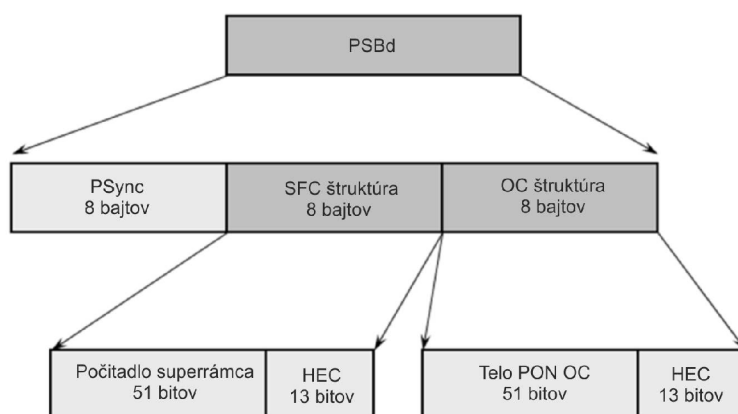 PSBd
PSync
8 bajtov
SFC štruktúra
8 bajtov
OC štruktúra
8 bajtov
Počitadlo superrámca
51 bitov
HEC
13 bitov
Telo PON OC
51 bitov
HEC
13 bitov